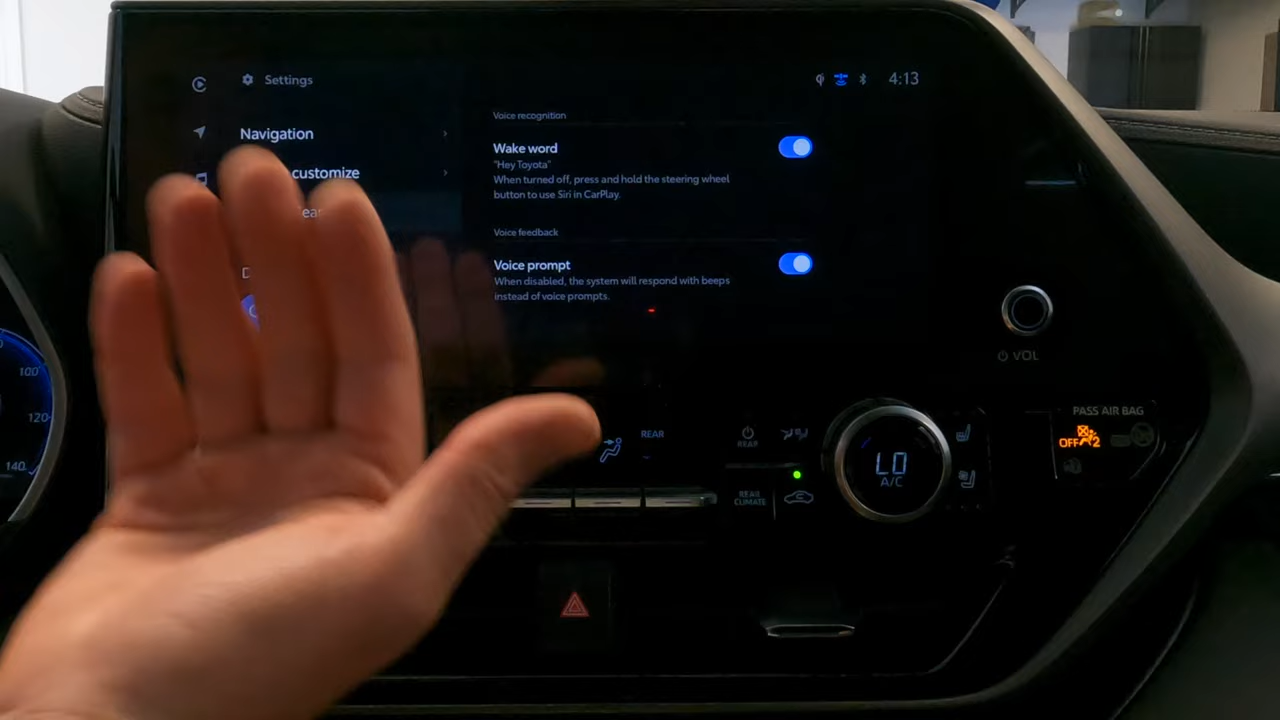 Settings
4:13
Navigation
customize
Voice recognition
Wake word
"Hey Toyota"
When turned off, press and hold the steering wheel
button to use Siri in CarPlay.
Voice feedback
Voice prompt
When disabled, the system will respond with beeps
instead of voice prompts.
VOL
100
120
140
REAR
REAR
REAR
CLIMATE
LO
A/C
PASS AIR BAG
OFF
2